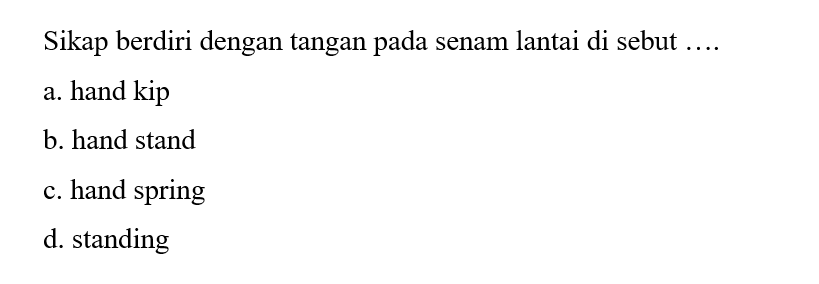 Sikap berdiri dengan tangan pada senam lantai di sebut ….
a. hand kip
b. hand stand
c. hand spring
d. standing